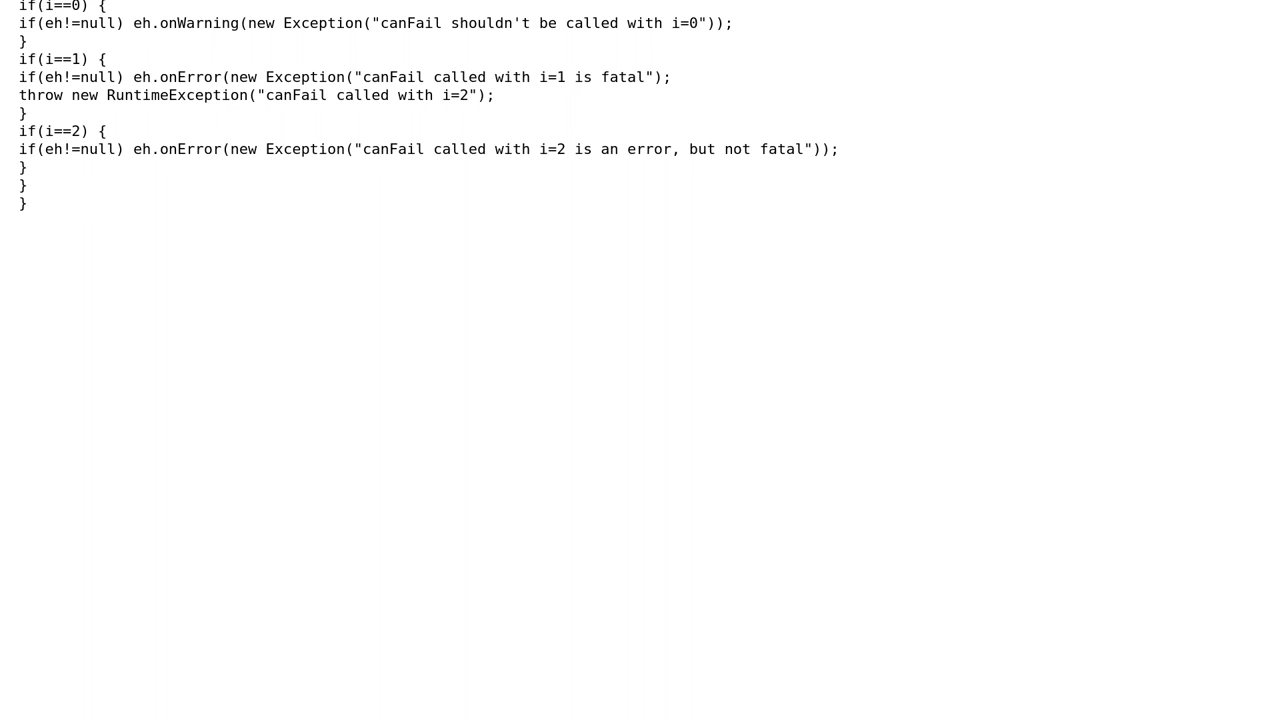 if(i==0) {
if(eh!=null) eh.onWarning(new Exception("canFail shouldn't be called with i=0"));
}
if(i==1) {
if(eh!=null) eh.onError(new Exception("canFail called with i=1 is fatal");
throw new RuntimeException("canFail called with i=2");
}
if(i==2) {
if(eh!=null) eh.onError(new Exception("canFail called with i=2 is an error, but not fatal"));
}
}
}